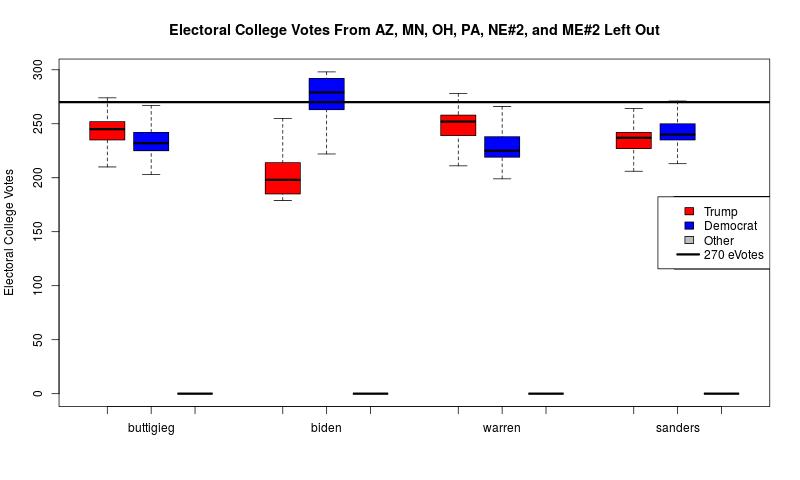 Electoral College Votes From AZ, MN, OH, PA, NE#2, and ME#2 Left Out
Electoral College Votes
300
250
200
150
100
50
0
Trump
Democrat
Other
270 eVotes
buttigieg biden warren sanders